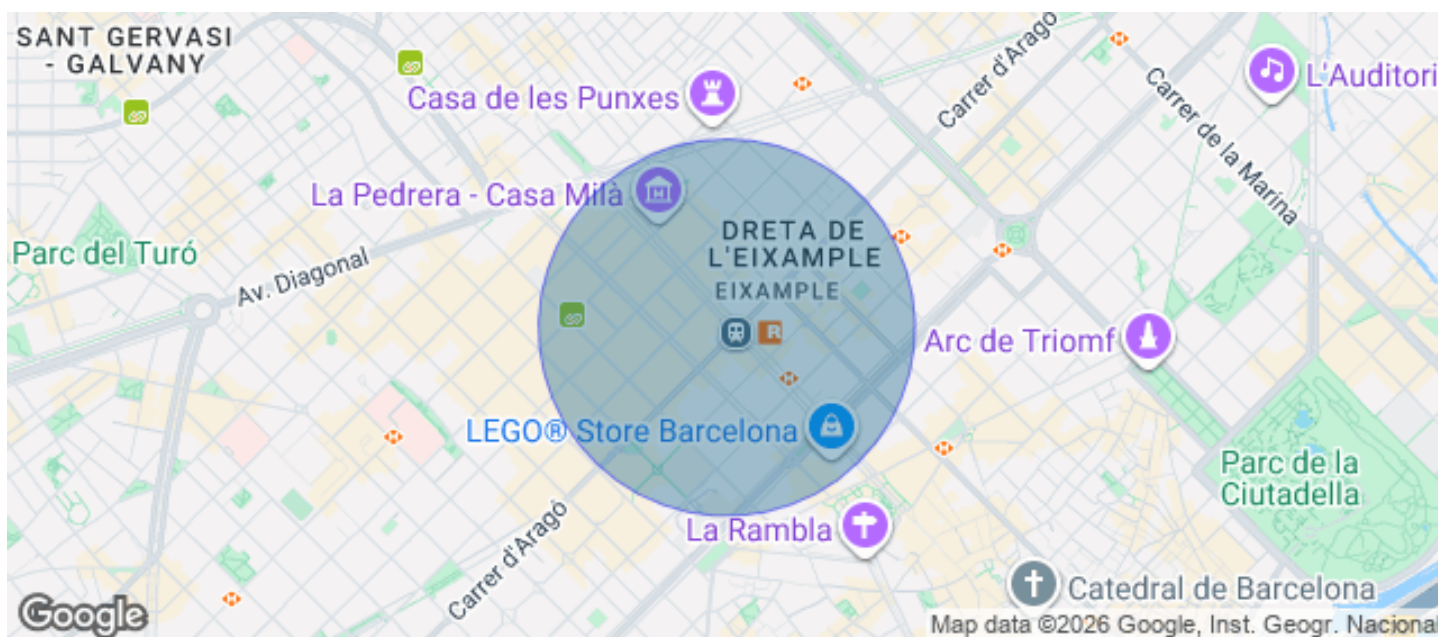 SANT GERVASI
- GALVANY
Casa de les Punxes
Carrer d'Aragó
L'Auditori
Carrer de la Marina
La Pedrera - Casa Milà
DRETA DE
L'EIXAMPLE
EIXAMPLE
Parc del Turó
Av. Diagonal
R
Arc de Triomf
LEGO® Store Barcelona
Parc de la
Ciutadella
La Rambla
Carrer d'Aragó
Catedral de Barcelona
Google
Map data ©2026 Google, Inst. Geogr. Nacional